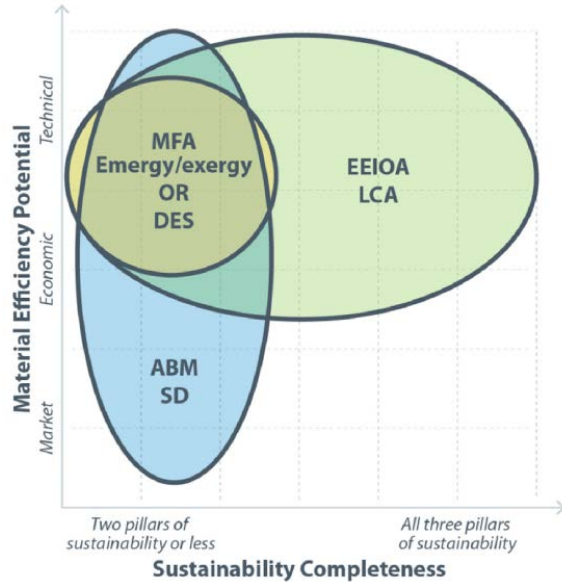 Material Efficiency Potential
Technical
Economic
Market
MFA
Emergy/exergy
OR
DES
EEIOA
LCA
ABM
SD
Two pillars of
sustainability or less
All three pillars
of sustainability
Sustainability Completeness